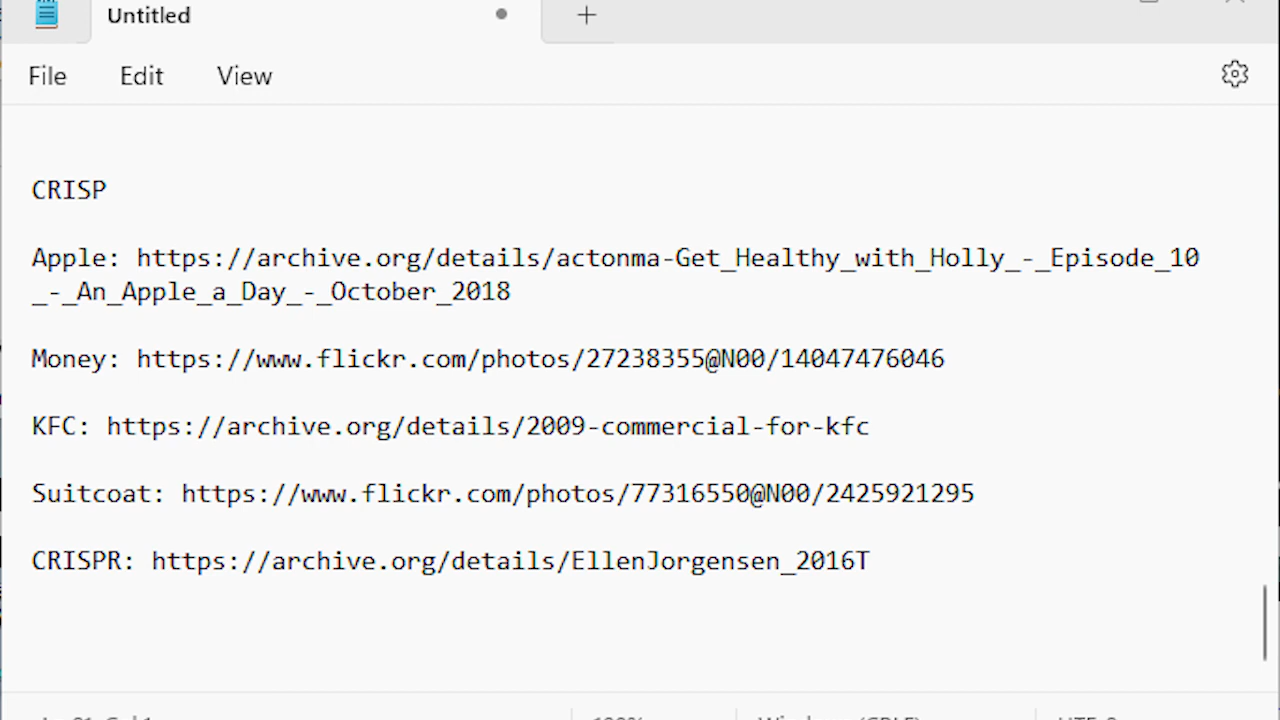 Untitled
File Edit View
CRISP
Apple: https://archive.org/details/actonma-Get_Healthy_with_Holly_-_Episode_10
_-_An_Apple_a_Day_-_October_2018
Money: https://www.flickr.com/photos/27238355@N00/14047476046
KFC: https://archive.org/details/2009-commercial-for-kfc
Suitcoat: https://www.flickr.com/photos/77316550@N00/2425921295
CRISPR: https://archive.org/details/EllenJorgensen_2016T